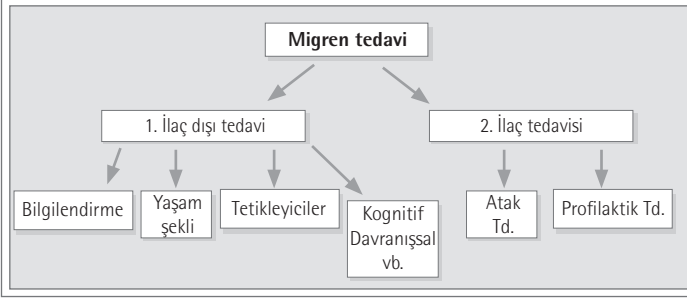 Migren tedavi
1. İlaç dışı tedavi
2. İlaç tedavisi
Bilgilendirme
Yaşam
şekli
Tetikleyiciler
Kognitif
Davranışsal
vb.
Atak
Td.
Profilaktik Td.